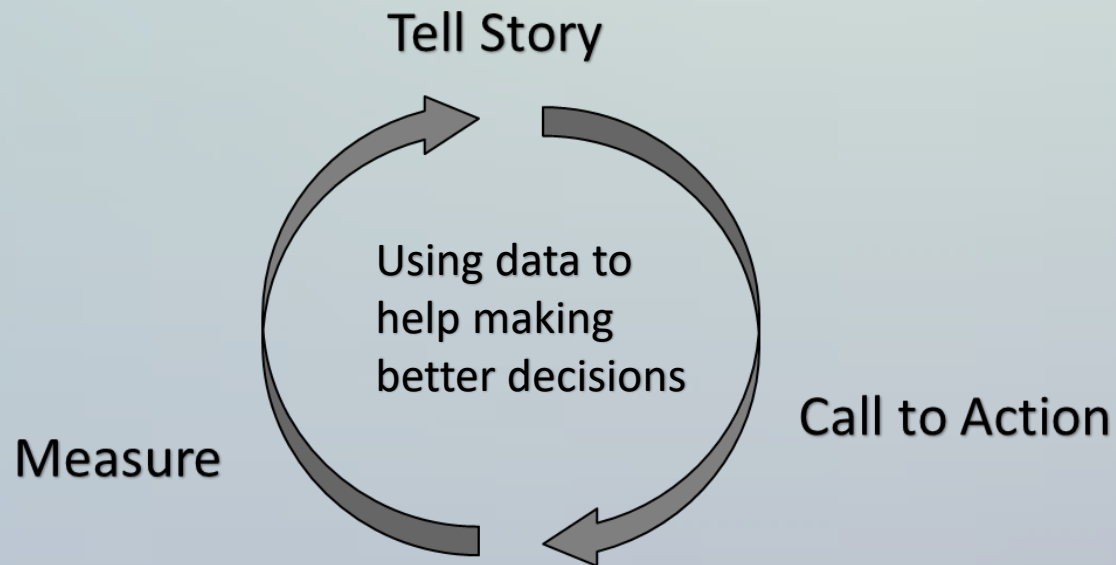 Tell Story
Using data to
help making
better decisions
Call to Action
Measure